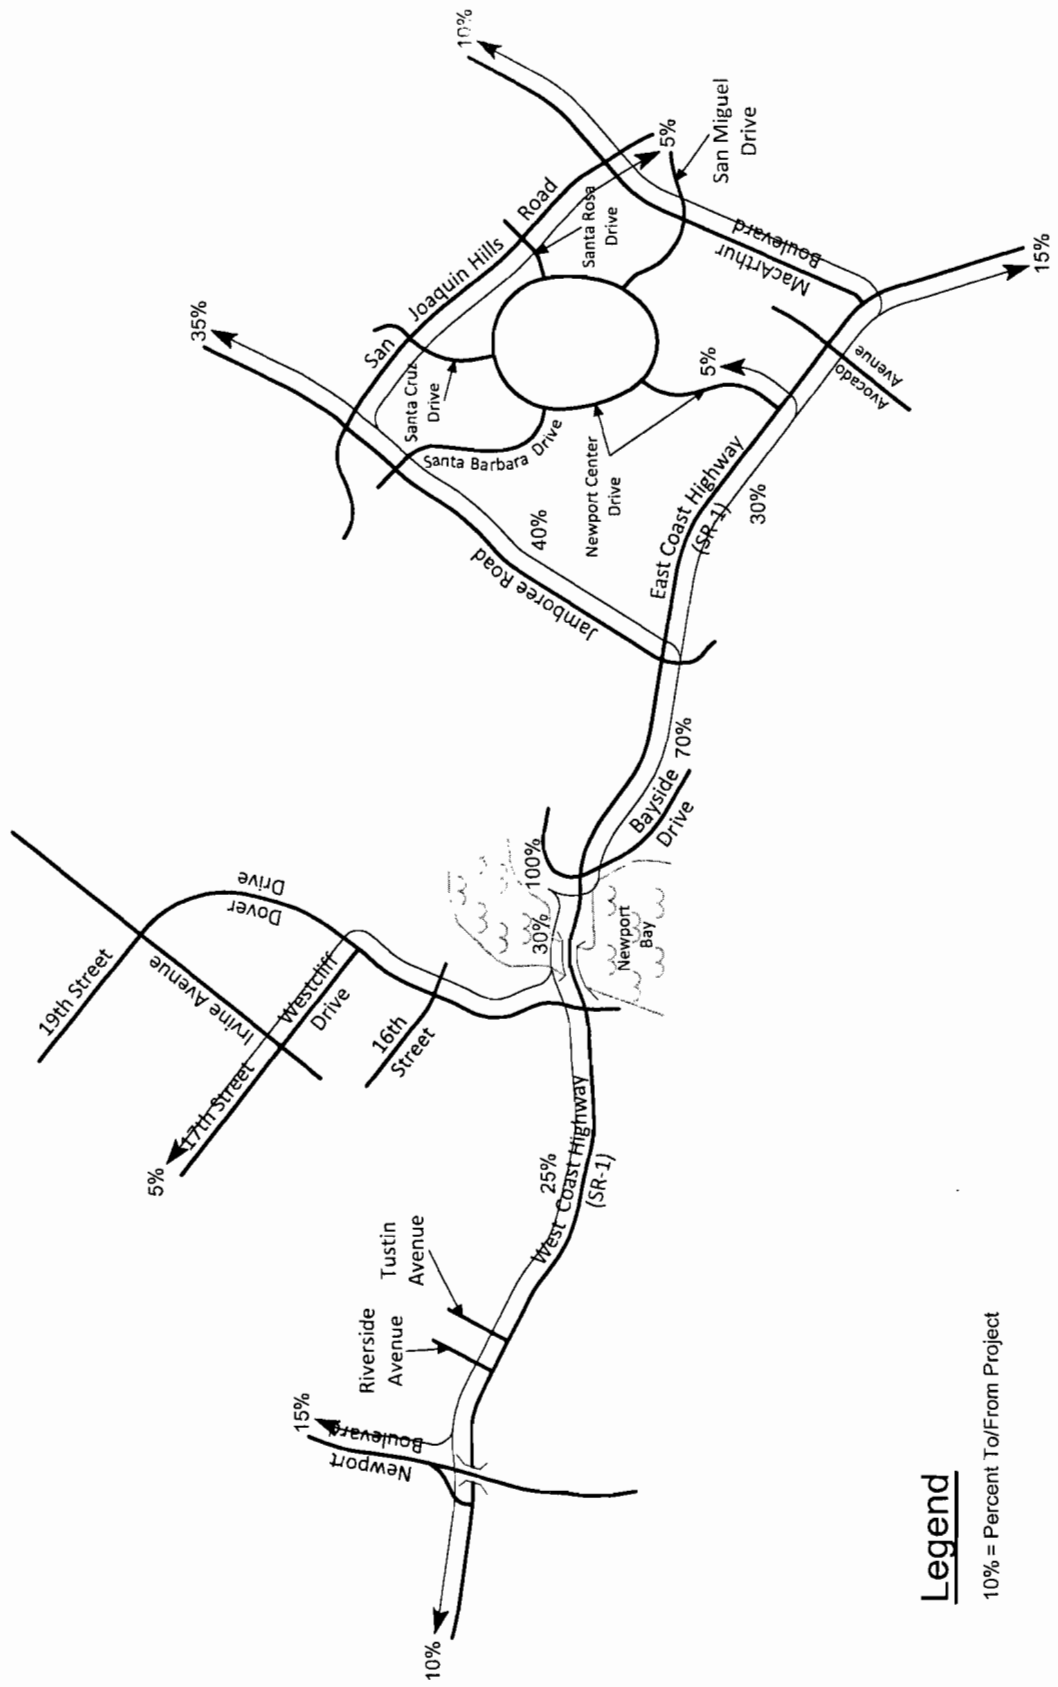 10%
5%
San Miguel
Drive
San
Joaquin Hills
Road
Santa Rosa
Drive
MacArthur
Boulevard
15%
35%
Santa Cruz
Drive
Santa Barbara
Drive
5%
Avocado
Avenue
Newport Center
Drive
East Coast Highway
(SR-1)
30%
40%
Jamboree Road
70%
Bayside
Drive
100%
30%
Newport
Bay
Dover
Drive
19th Street
Irvine Avenue
Westcliff
Drive
17th Street
5%
16th
Street
West Coast Highway
(SR-1)
25%
Tustin
Avenue
Riverside
Avenue
15%
Newport
Boulevard
10%
Legend
10% = Percent To/From Project